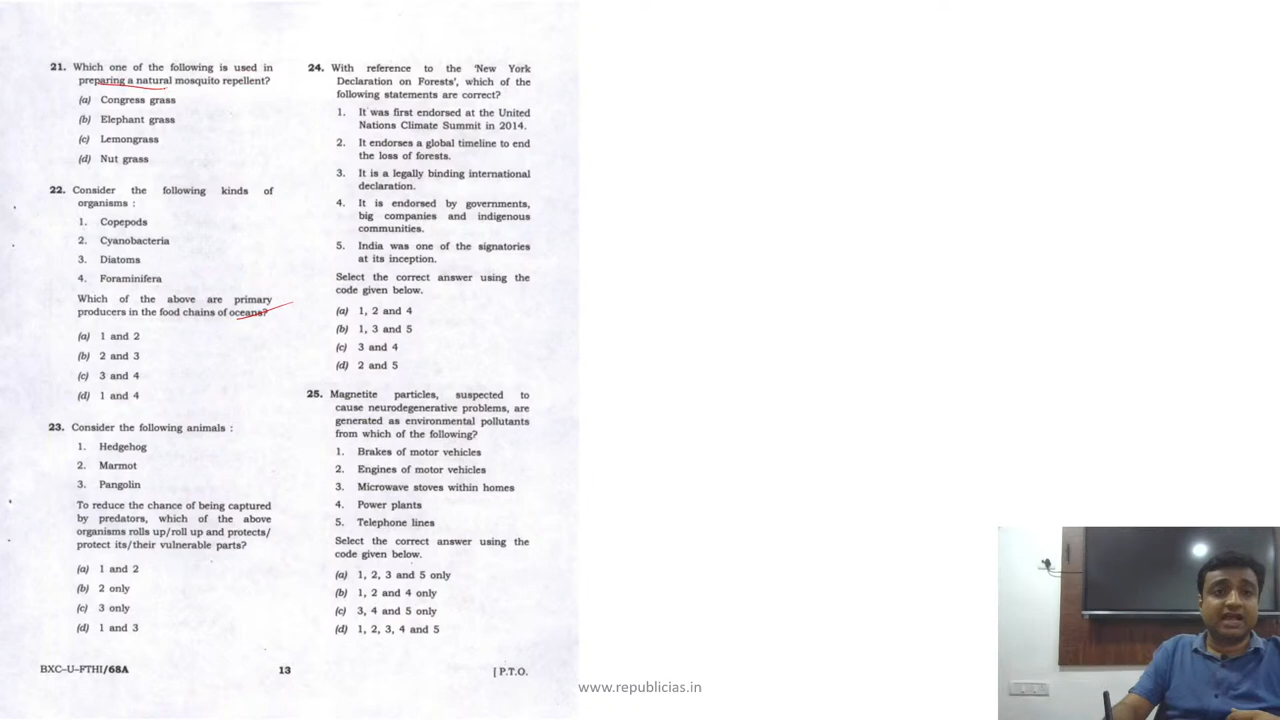 21. Which one of the following is used in
preparing a natural mosquito repellent?
(a) Congress grass
(b) Elephant grass
(c) Lemongrass
(d) Nut grass
22. Consider the following kinds of
organisms :
1. Copepods
2. Cyanobacteria
3. Diatoms
4. Foraminifera
Which of the above are primary
producers in the food chains of oceans?
(a) 1 and 2
(b) 2 and 3
(c) 3 and 4
(d) 1 and 4
23. Consider the following animals :
1. Hedgehog
2. Marmot
3. Pangolin
To reduce the chance of being captured
by predators, which of the above
organisms rolls up/roll up and protects/
protect its/their vulnerable parts?
(a) 1 and 2
(b) 2 only
(c) 3 only
(d) 1 and 3
BXC-U-FTHI/68A
24. With reference to the 'New York
Declaration on Forests', which of the
following statements are correct?
1. It was first endorsed at the United
Nations Climate Summit in 2014.
2. It endorses a global timeline to end
the loss of forests.
3. It is a legally binding international
declaration.
4. It is endorsed by governments,
big companies and indigenous
communities.
5. India was one of the signatories
at its inception.
Select the correct answer using the
code given below.
(a) 1, 2 and 4
(b) 1, 3 and 5
(c) 3 and 4
(d) 2 and 5
25. Magnetite particles, suspected to
cause neurodegenerative problems, are
generated as environmental pollutants
from which of the following?
1. Brakes of motor vehicles
2. Engines of motor vehicles
3. Microwave stoves within homes
4. Power plants
5. Telephone lines
Select the correct answer using the
code given below.
(a) 1, 2, 3 and 5 only
(b) 1, 2 and 4 only
(c) 3, 4 and 5 only
(d) 1, 2, 3, 4 and 5
13
[ P.T.O.
www.republicias.in